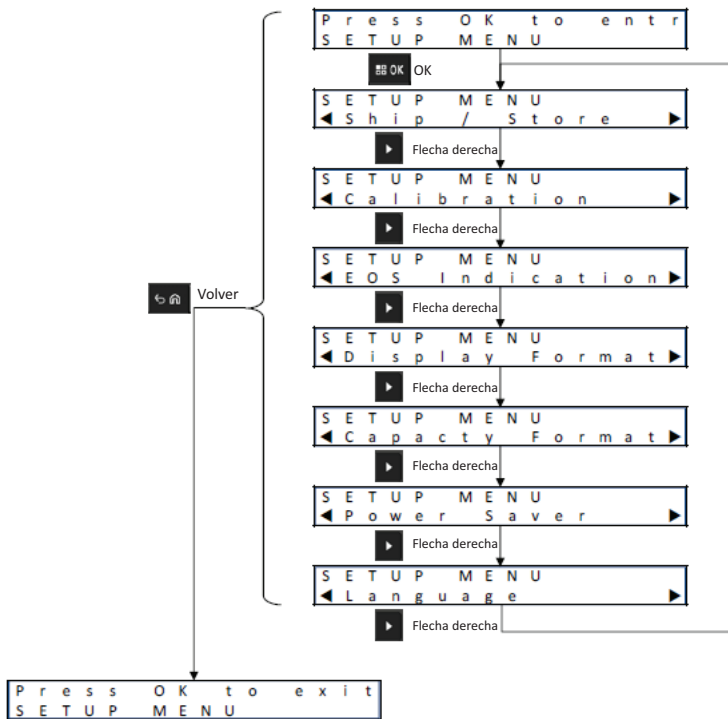 Press OK to entr
SETUP MENU
OK OK
SETUP MENU
◀Ship / Store ▶
Flecha derecha
SETUP MENU
◀Calibration ▶
Flecha derecha
SETUP MENU
◀EOS Indication▶
Flecha derecha
Volver
SETUP MENU
◀Display Format▶
Flecha derecha
SETUP MENU
◀Capacty Format▶
Flecha derecha
SETUP MENU
◀Power Saver ▶
Flecha derecha
SETUP MENU
◀Language ▶
Flecha derecha
Press OK to exit
SETUP MENU